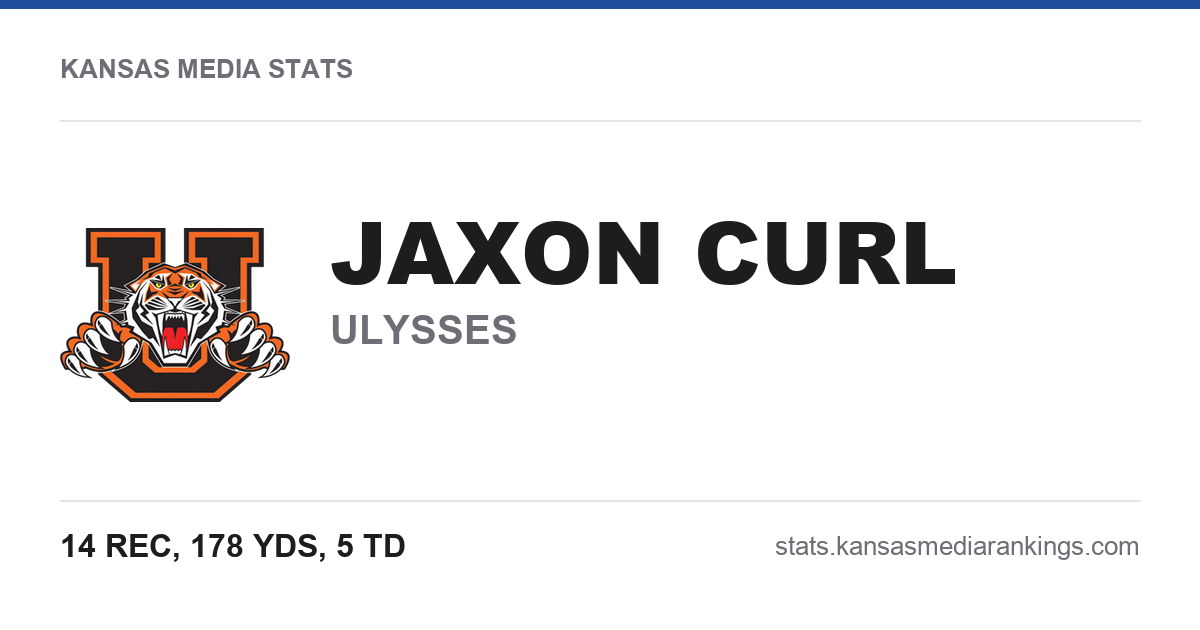 KANSAS MEDIA STATS
U
JAXON CURL
ULYSSES
14 REC, 178 YDS, 5 TD
stats.kansasmediarankings.com